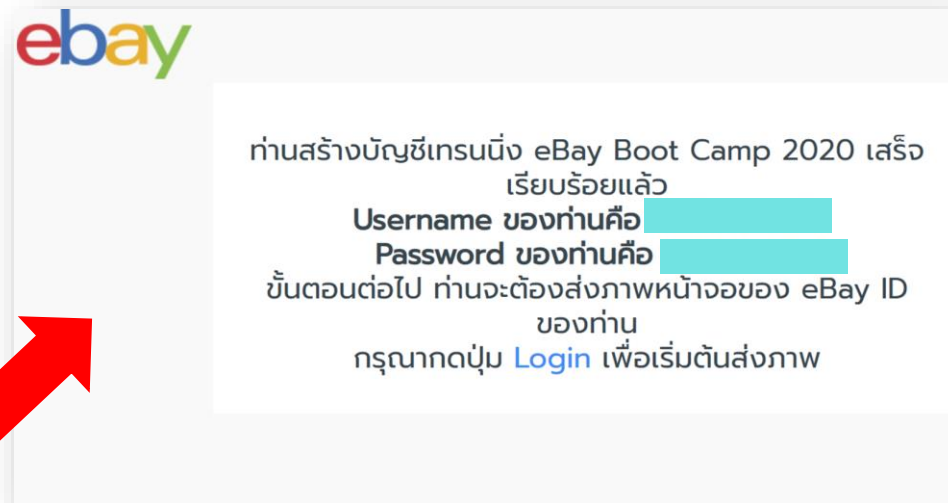 ebay
ท่านสร้างบัญชีเทรนนิ่ง eBay Boot Camp 2020 เสร็จ
เรียบร้อยแล้ว
Username ของท่านคือ
Password ของท่านคือ
ขั้นตอนต่อไป ท่านจะต้องส่งภาพหน้าจอของ eBay ID
ของท่าน
กรุณากดปุ่ม Login เพื่อเริ่มต้นส่งภาพ